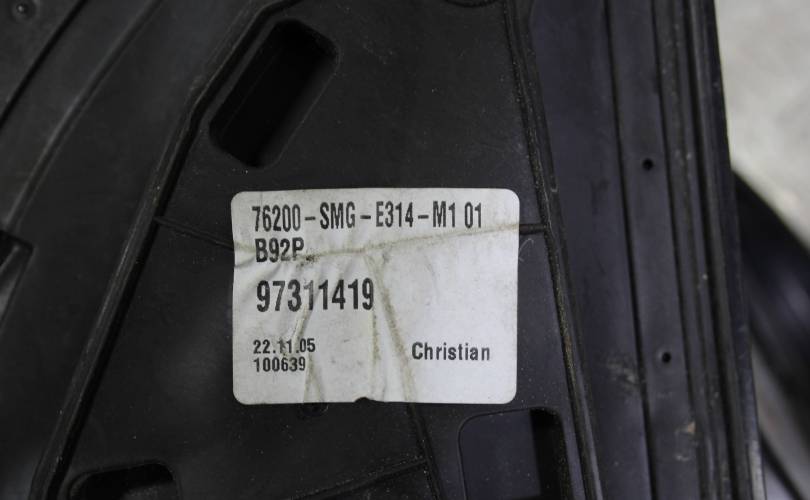 76200-SMG-E314-M1 01
B92P
97311419
22.11.05
100639
Christian